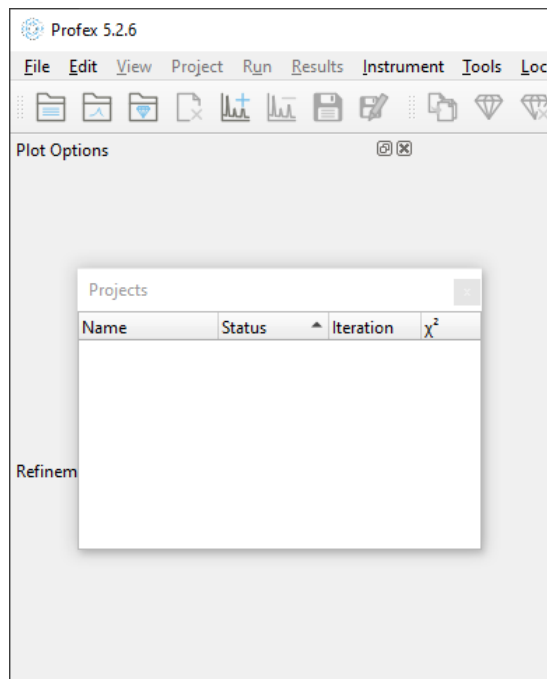 Profex 5.2.6
File Edit View Project Run Results Instrument Tools Loc
Plot Options
Projects
Name Status Iteration χ²
Refinem